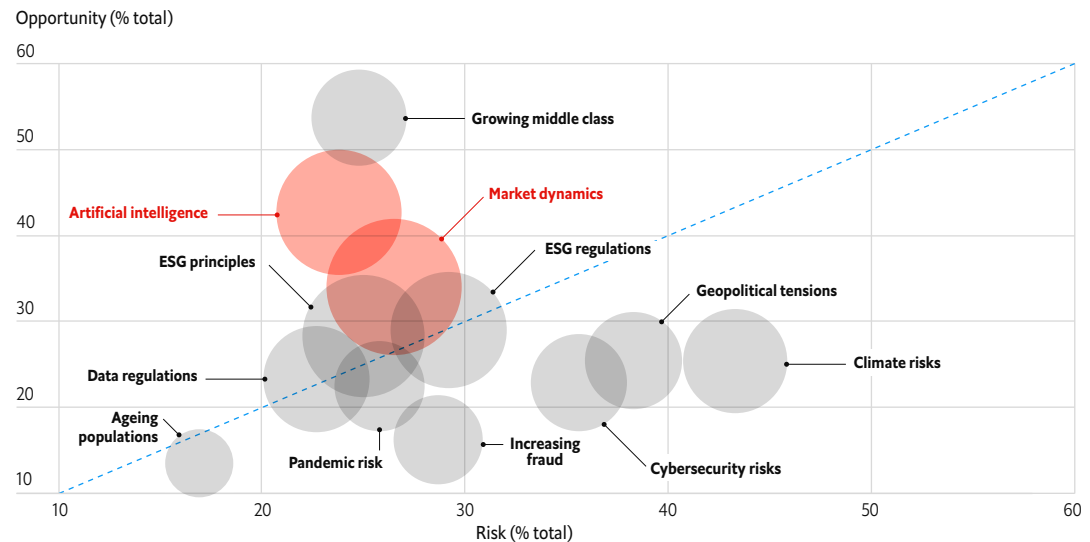 Opportunity (% total)
60
Growing middle class
50
Market dynamics
Artificial intelligence
40
ESG regulations
ESG principles
Geopolitical tensions
30
Climate risks
Data regulations
20
Ageing
populations
Increasing
fraud
Pandemic risk
Cybersecurity risks
10
10 20 30 40 50 60
Risk (% total)